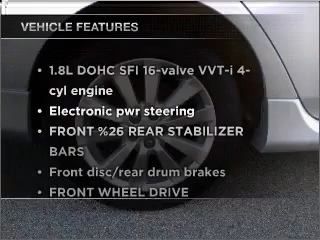 VEHICLE FEATURES
• 1.8L DOHC SFI 16-valve VVT-i 4-
cyl engine
• Electronic pwr steering
• FRONT %26 REAR STABILIZER
BARS
• Front disc/rear drum brakes
• FRONT WHEEL DRIVE